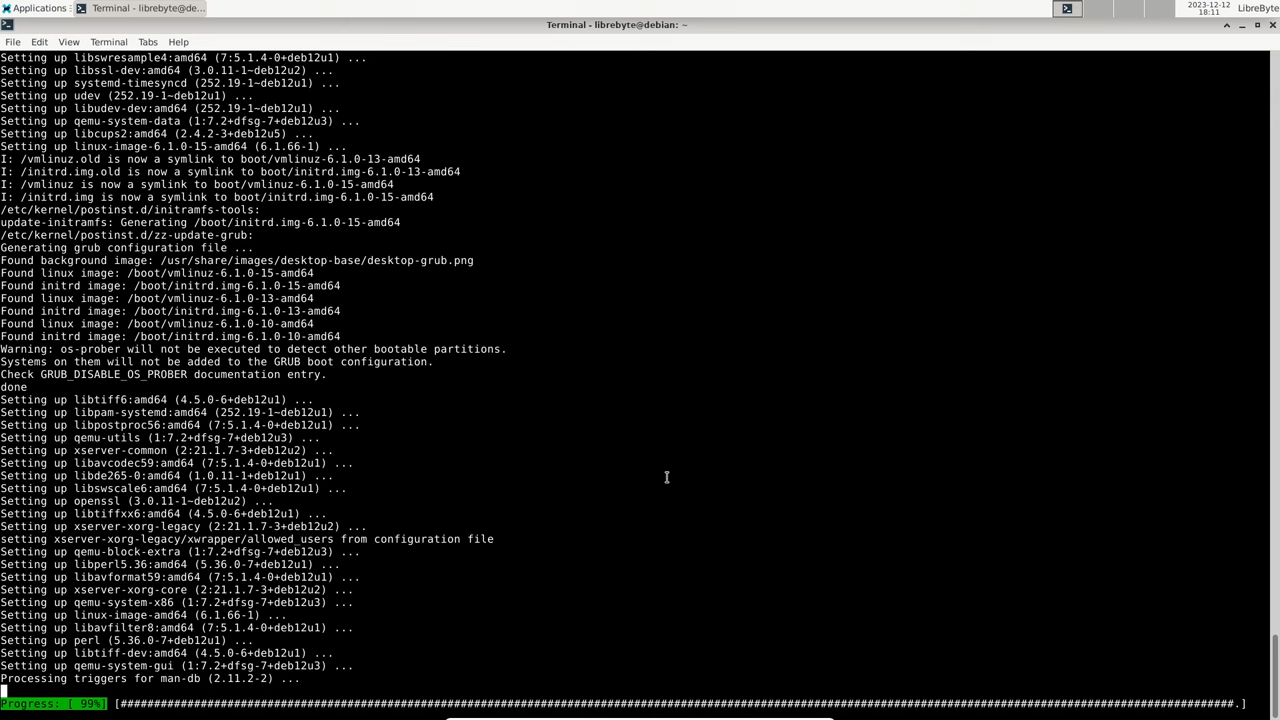 Applications
Terminal - librebyte@de...
2023-12-12
18:11
LibreByte
Terminal - librebyte@debian: ~
File Edit View Terminal Tabs Help
Setting up libswresample4:amd64 (7:5.1.4-0+deb12u1) ...
Setting up libssl-dev:amd64 (3.0.11-1~deb12u2) ...
Setting up systemd-timesyncd (252.19-1~deb12u1) ...
Setting up udev (252.19-1~deb12u1) ...
Setting up libudev-dev:amd64 (252.19-1~deb12u1) ...
Setting up qemu-system-data (1:7.2+dfsg-7+deb12u3) ...
Setting up libcups2:amd64 (2.4.2-3+deb12u5) ...
Setting up linux-image-6.1.0-15-amd64 (6.1.66-1) ...
I: /vmlinuz.old is now a symlink to boot/vmlinuz-6.1.0-13-amd64
I: /initrd.img.old is now a symlink to boot/initrd.img-6.1.0-13-amd64
I: /vmlinuz is now a symlink to boot/vmlinuz-6.1.0-15-amd64
I: /initrd.img is now a symlink to boot/initrd.img-6.1.0-15-amd64
/etc/kernel/postinst.d/initramfs-tools:
update-initramfs: Generating /boot/initrd.img-6.1.0-15-amd64
/etc/kernel/postinst.d/zz-update-grub:
Generating grub configuration file ...
Found background image: /usr/share/images/desktop-base/desktop-grub.png
Found linux image: /boot/vmlinuz-6.1.0-15-amd64
Found initrd image: /boot/initrd.img-6.1.0-15-amd64
Found linux image: /boot/vmlinuz-6.1.0-13-amd64
Found initrd image: /boot/initrd.img-6.1.0-13-amd64
Found linux image: /boot/vmlinuz-6.1.0-10-amd64
Found initrd image: /boot/initrd.img-6.1.0-10-amd64
Warning: os-prober will not be executed to detect other bootable partitions.
Systems on them will not be added to the GRUB boot configuration.
Check GRUB_DISABLE_OS_PROBER documentation entry.
done
Setting up libtiff6:amd64 (4.5.0-6+deb12u1) ...
Setting up libpam-systemd:amd64 (252.19-1~deb12u1) ...
Setting up libpostproc56:amd64 (7:5.1.4-0+deb12u1) ...
Setting up qemu-utils (1:7.2+dfsg-7+deb12u3) ...
Setting up xserver-common (2:21.1.7-3+deb12u2) ...
Setting up libavcodec59:amd64 (7:5.1.4-0+deb12u1) ...
Setting up libde265-0:amd64 (1.0.11-1+deb12u1) ...
Setting up libswscale6:amd64 (7:5.1.4-0+deb12u1) ...
Setting up openssl (3.0.11-1~deb12u2) ...
Setting up libtiffxx6:amd64 (4.5.0-6+deb12u1) ...
Setting up xserver-xorg-legacy (2:21.1.7-3+deb12u2) ...
setting xserver-xorg-legacy/xwrapper/allowed_users from configuration file
Setting up qemu-block-extra (1:7.2+dfsg-7+deb12u3) ...
Setting up libperl5.36:amd64 (5.36.0-7+deb12u1) ...
Setting up libavformat59:amd64 (7:5.1.4-0+deb12u1) ...
Setting up xserver-xorg-core (2:21.1.7-3+deb12u2) ...
Setting up qemu-system-x86 (1:7.2+dfsg-7+deb12u3) ...
Setting up linux-image-amd64 (6.1.66-1) ...
Setting up libavfilter8:amd64 (7:5.1.4-0+deb12u1) ...
Setting up perl (5.36.0-7+deb12u1) ...
Setting up libtiff-dev:amd64 (4.5.0-6+deb12u1) ...
Setting up qemu-system-gui (1:7.2+dfsg-7+deb12u3) ...
Processing triggers for man-db (2.11.2-2) ...
Progress: [ 99%] [######################################################################################################################################################################.]